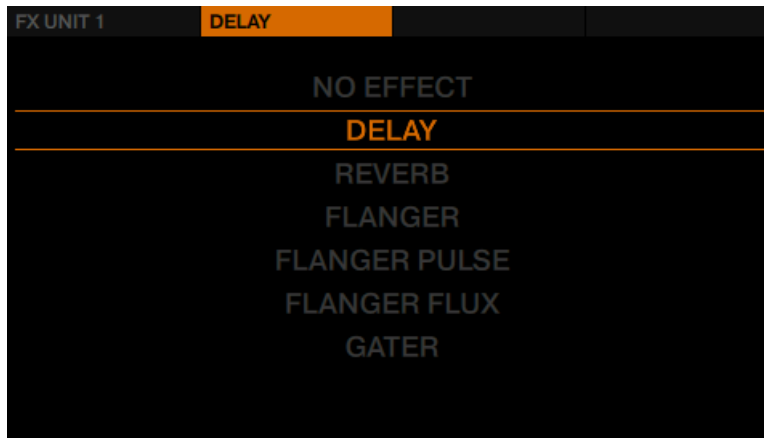 FX UNIT 1 DELAY
NO EFFECT
DELAY
REVERB
FLANGER
FLANGER PULSE
FLANGER FLUX
GATER